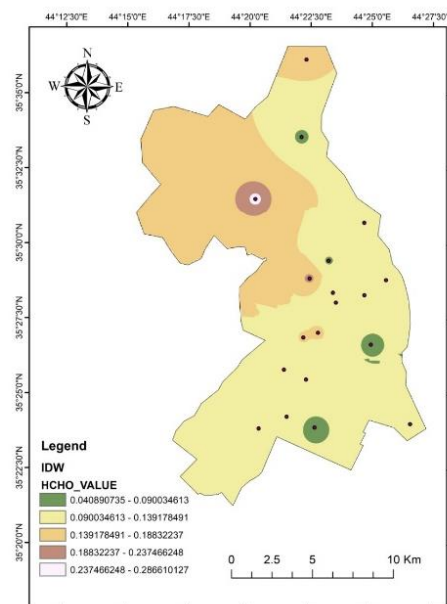 44°12'30"E 44°15'0"E 44°17'30"E 44°20'0"E 44°22'30"E 44°25'0"E 44°27'30"E
N
W E
S
35°35'0"N
35°32'30"N
35°30'0"N
35°27'30"N
35°25'0"N
35°22'30"N
35°20'0"N
Legend
IDW
HCHO_VALUE
0.040890735 - 0.090034613
0.090034613 - 0.139178491
0.139178491 - 0.18832237
0.18832237 - 0.237466248
0.237466248 - 0.286610127
0 2.5 5 10 Km